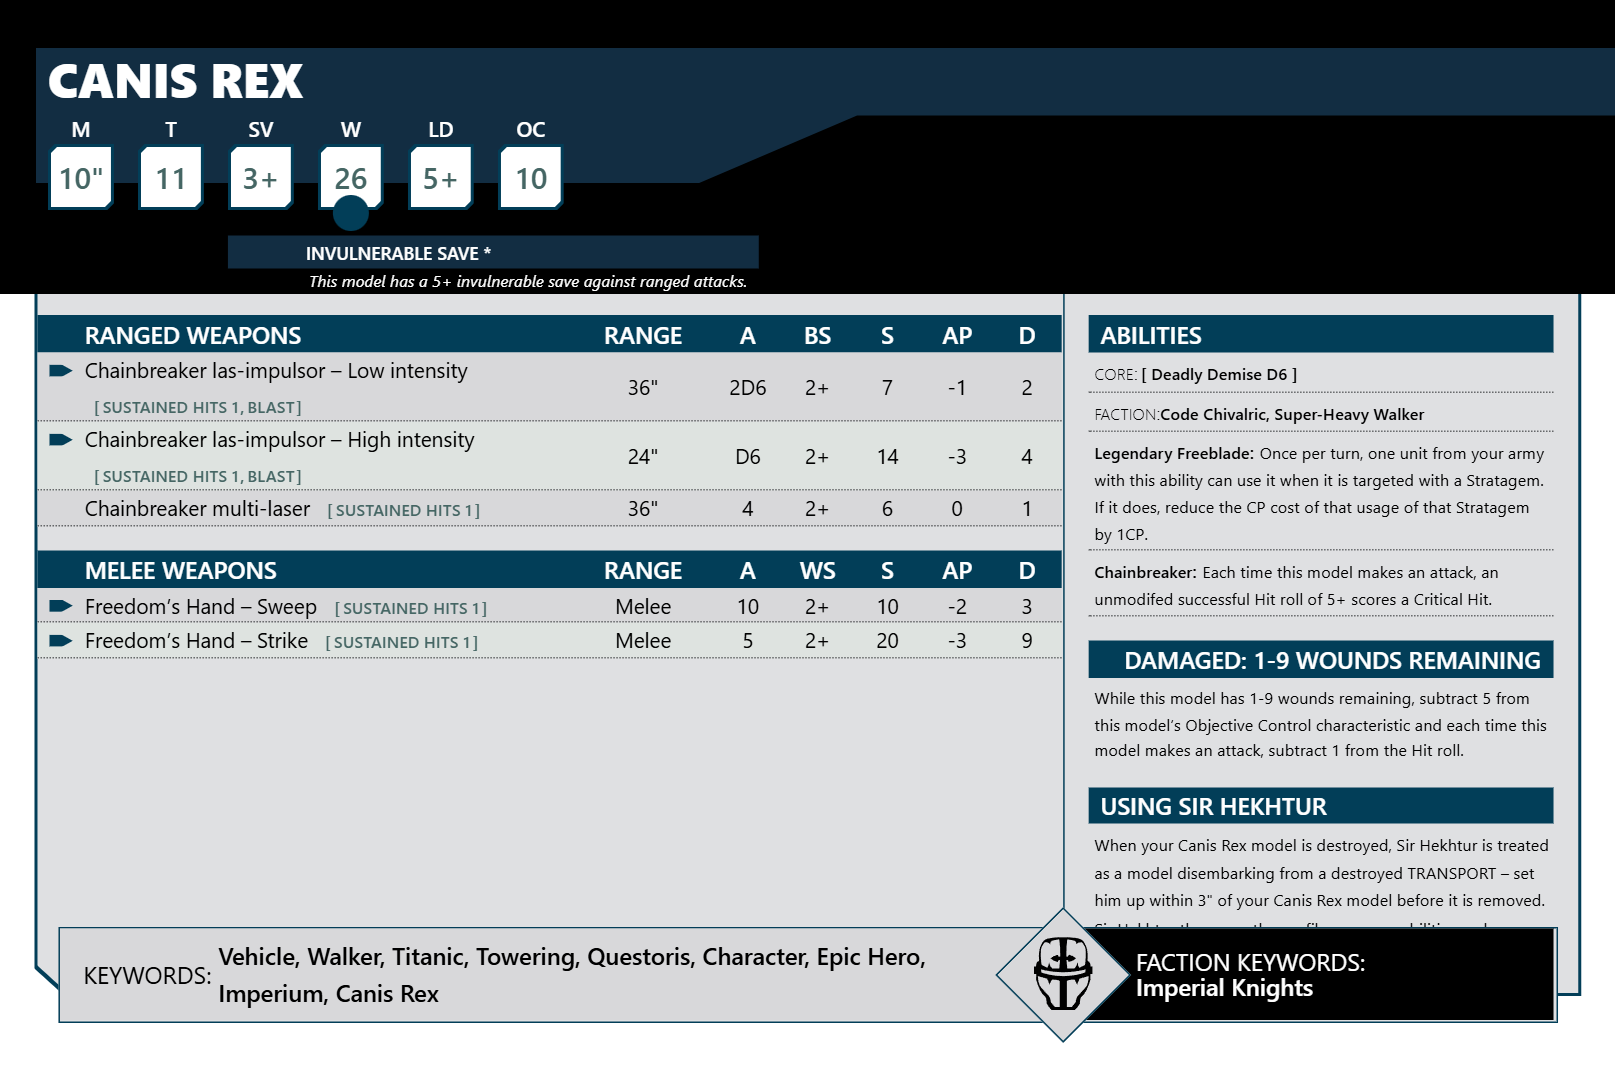 CANIS REX
M T SV W LD OC
10" 11 3+ 26 5+ 10
INVULNERABLE SAVE *
This model has a 5+ invulnerable save against ranged attacks.
RANGED WEAPONS RANGE A BS S AP D
Chainbreaker las-impulsor – Low intensity
[ SUSTAINED HITS 1, BLAST] 36" 2D6 2+ 7 -1 2
Chainbreaker las-impulsor – High intensity
[ SUSTAINED HITS 1, BLAST] 24" D6 2+ 14 -3 4
Chainbreaker multi-laser [ SUSTAINED HITS 1 ] 36" 4 2+ 6 0 1
MELEE WEAPONS RANGE A WS S AP D
Freedom’s Hand – Sweep [ SUSTAINED HITS 1 ] Melee 10 2+ 10 -2 3
Freedom’s Hand – Strike [ SUSTAINED HITS 1 ] Melee 5 2+ 20 -3 9
ABILITIES
CORE: [ Deadly Demise D6 ]
FACTION:Code Chivalric, Super-Heavy Walker
Legendary Freeblade: Once per turn, one unit from your army
with this ability can use it when it is targeted with a Stratagem.
If it does, reduce the CP cost of that usage of that Stratagem
by 1CP.
Chainbreaker: Each time this model makes an attack, an
unmodifed successful Hit roll of 5+ scores a Critical Hit.
DAMAGED: 1-9 WOUNDS REMAINING
While this model has 1-9 wounds remaining, subtract 5 from
this model’s Objective Control characteristic and each time this
model makes an attack, subtract 1 from the Hit roll.
USING SIR HEKHTUR
When your Canis Rex model is destroyed, Sir Hekhtur is treated
as a model disembarking from a destroyed TRANSPORT – set
him up within 3" of your Canis Rex model before it is removed.
KEYWORDS: Vehicle, Walker, Titanic, Towering, Questoris, Character, Epic Hero,
Imperium, Canis Rex
FACTION KEYWORDS:
Imperial Knights